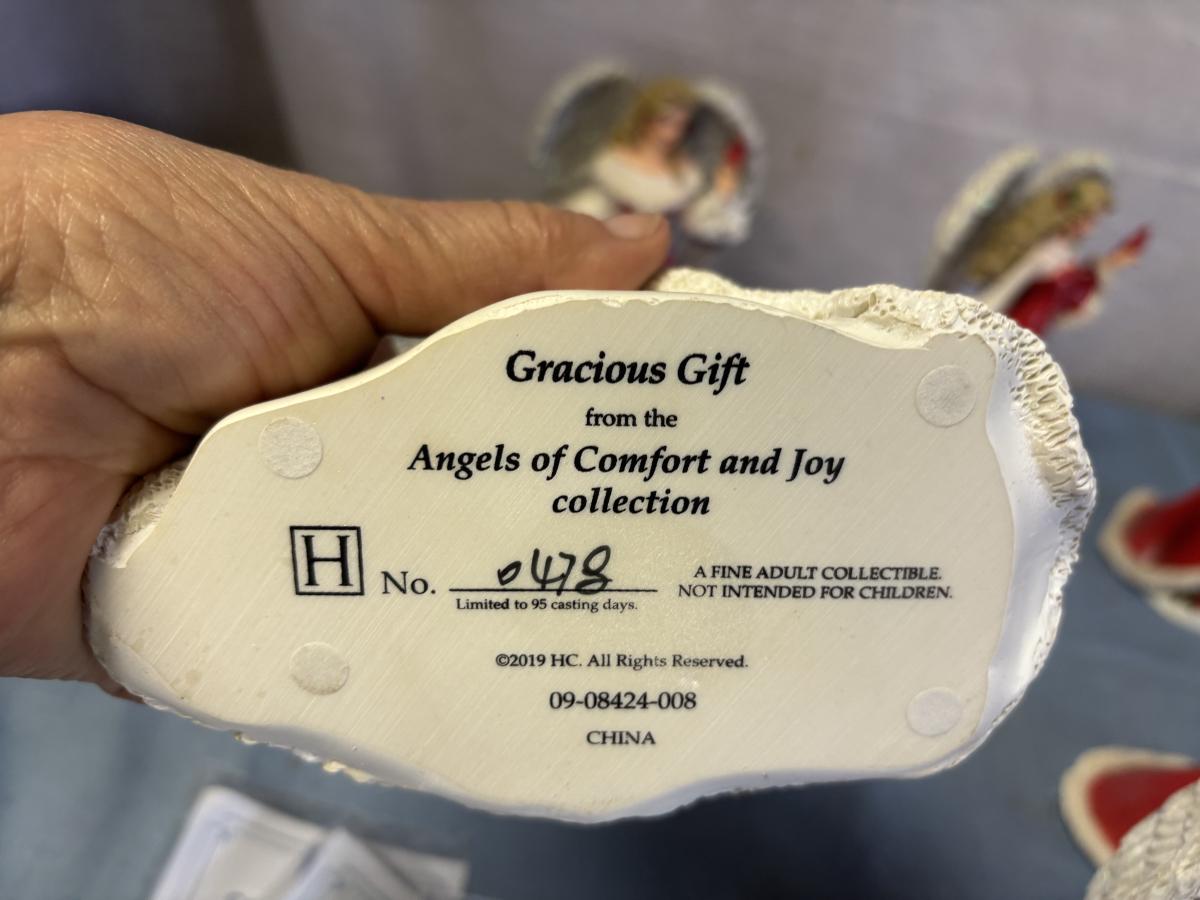 Gracious Gift
from the
Angels of Comfort and Joy
collection
H No. 0478
Limited to 95 casting days.
A FINE ADULT COLLECTIBLE.
NOT INTENDED FOR CHILDREN.
©2019 HC. All Rights Reserved.
09-08424-008
CHINA